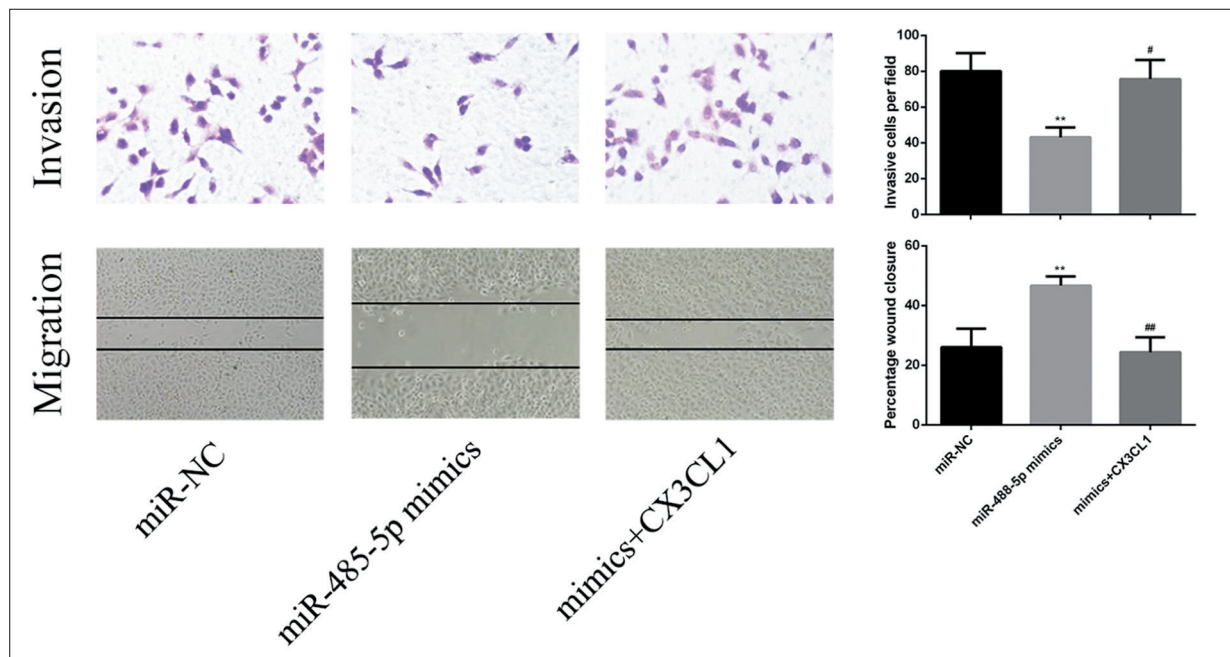 Invasion
Migration
miR-NC
miR-485-5p mimics
mimics+CX3CL1
Invasive cells per field
100
80
60
40
20
0
**
#
Percentage wound closure
60
40
20
0
**
##
miR-NC
miR-488-5p mimics
mimics+CX3CL1